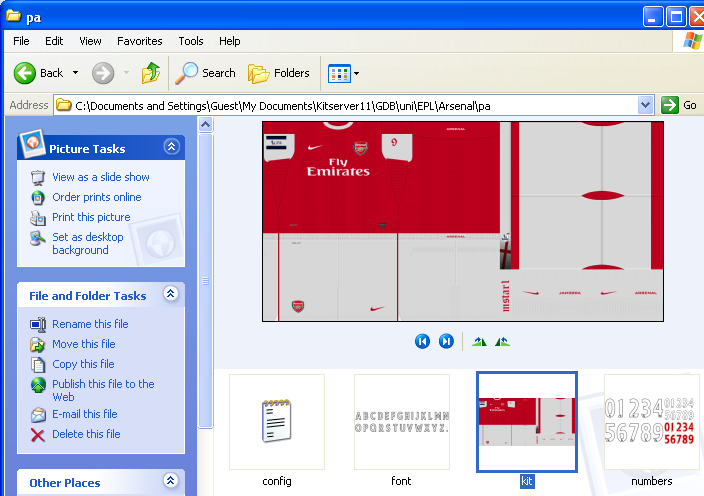 pa
File Edit View Favorites Tools Help
Back Search Folders
Address C:\Documents and Settings\Guest\My Documents\Kitserver11\GDB\uni\EPL\Arsenal\pa Go
Picture Tasks
View as a slide show
Order prints online
Print this picture
Set as desktop
background
File and Folder Tasks
Rename this file
Move this file
Copy this file
Publish this file to the
Web
E-mail this file
Delete this file
Other Places
ARSENAL
9
Fly
Emirates
ARSENAL
ARSENAL
ABCDEFGHIJKLMN
OPQRSTUVWXYZ.
01234
56789
01234
56789
01234
56789
config font kit numbers